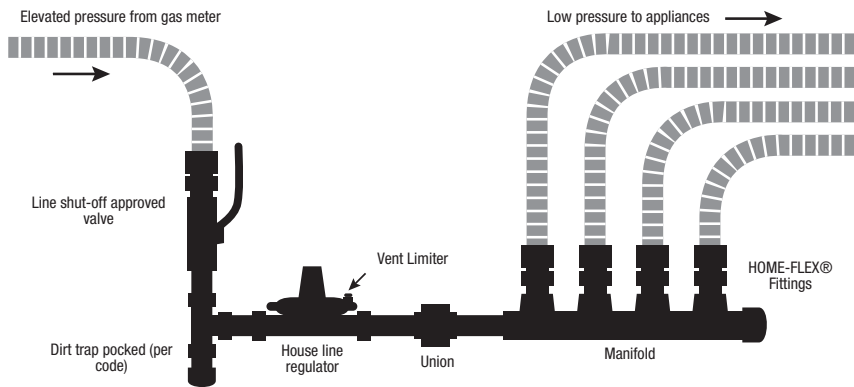 Elevated pressure from gas meter
Low pressure to appliances
Line shut-off approved
valve
Vent Limiter
HOME-FLEX®
Fittings
Dirt trap pocked (per
code)
House line
regulator
Union
Manifold